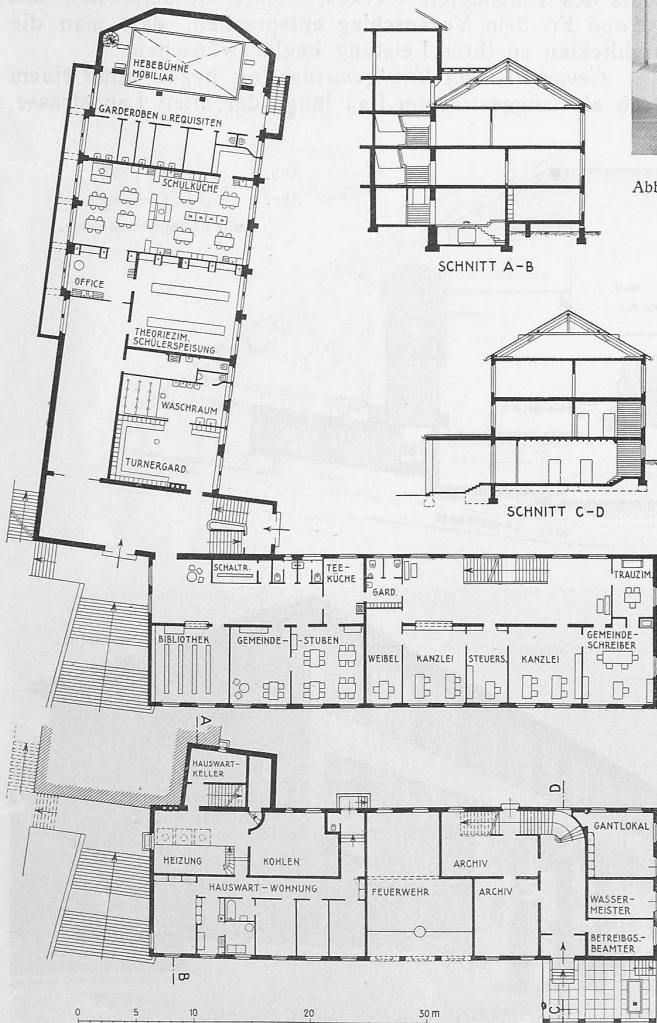 HEBEBÜHNE
MOBILIAR
GARDEROBEN U. REQUISITEN
SCHULKÜCHE
OFFICE
THEORIEZIM.
SCHÜLERSPEISUNG
WASCHRAUM
TURNERGARD.
SCHNITT A-B
Abb
SCHNITT C-D
SCHALTR.
TEE-
KÜCHE
GARD.
TRAUZIM.
BIBLIOTHEK
GEMEINDE-
-STUBEN
WEIBEL
KANZLEI
STEUERS.
KANZLEI
GEMEINDE-
SCHREIBER
A
HAUSWART-
KELLER
D
HEIZUNG
KOHLEN
ARCHIV
GANTLOKAL
HAUSWART-WOHNUNG
FEUERWEHR
ARCHIV
WASSER-
MEISTER
BETREIBGS.-
BEAMTER
B
C
0 5 10 20 30 m